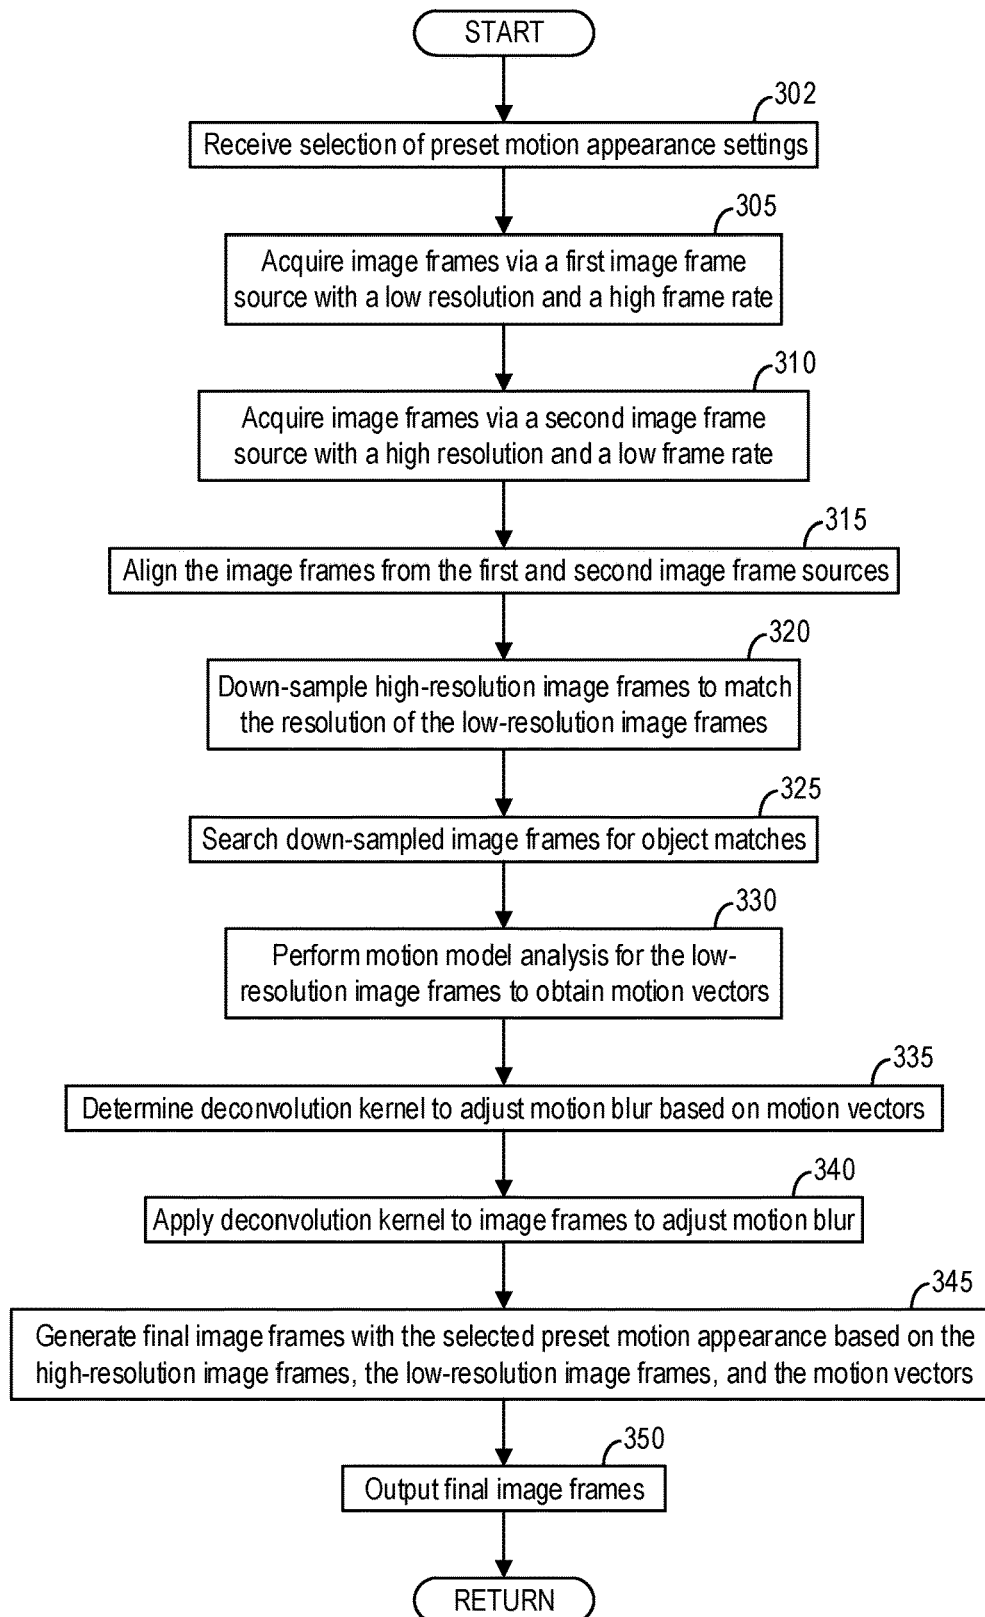 START
302
Receive selection of preset motion appearance settings
305
Acquire image frames via a first image frame
source with a low resolution and a high frame rate
310
Acquire image frames via a second image frame
source with a high resolution and a low frame rate
315
Align the image frames from the first and second image frame sources
320
Down-sample high-resolution image frames to match
the resolution of the low-resolution image frames
325
Search down-sampled image frames for object matches
330
Perform motion model analysis for the low-
resolution image frames to obtain motion vectors
335
Determine deconvolution kernel to adjust motion blur based on motion vectors
340
Apply deconvolution kernel to image frames to adjust motion blur
345
Generate final image frames with the selected preset motion appearance based on the
high-resolution image frames, the low-resolution image frames, and the motion vectors
350
Output final image frames
RETURN